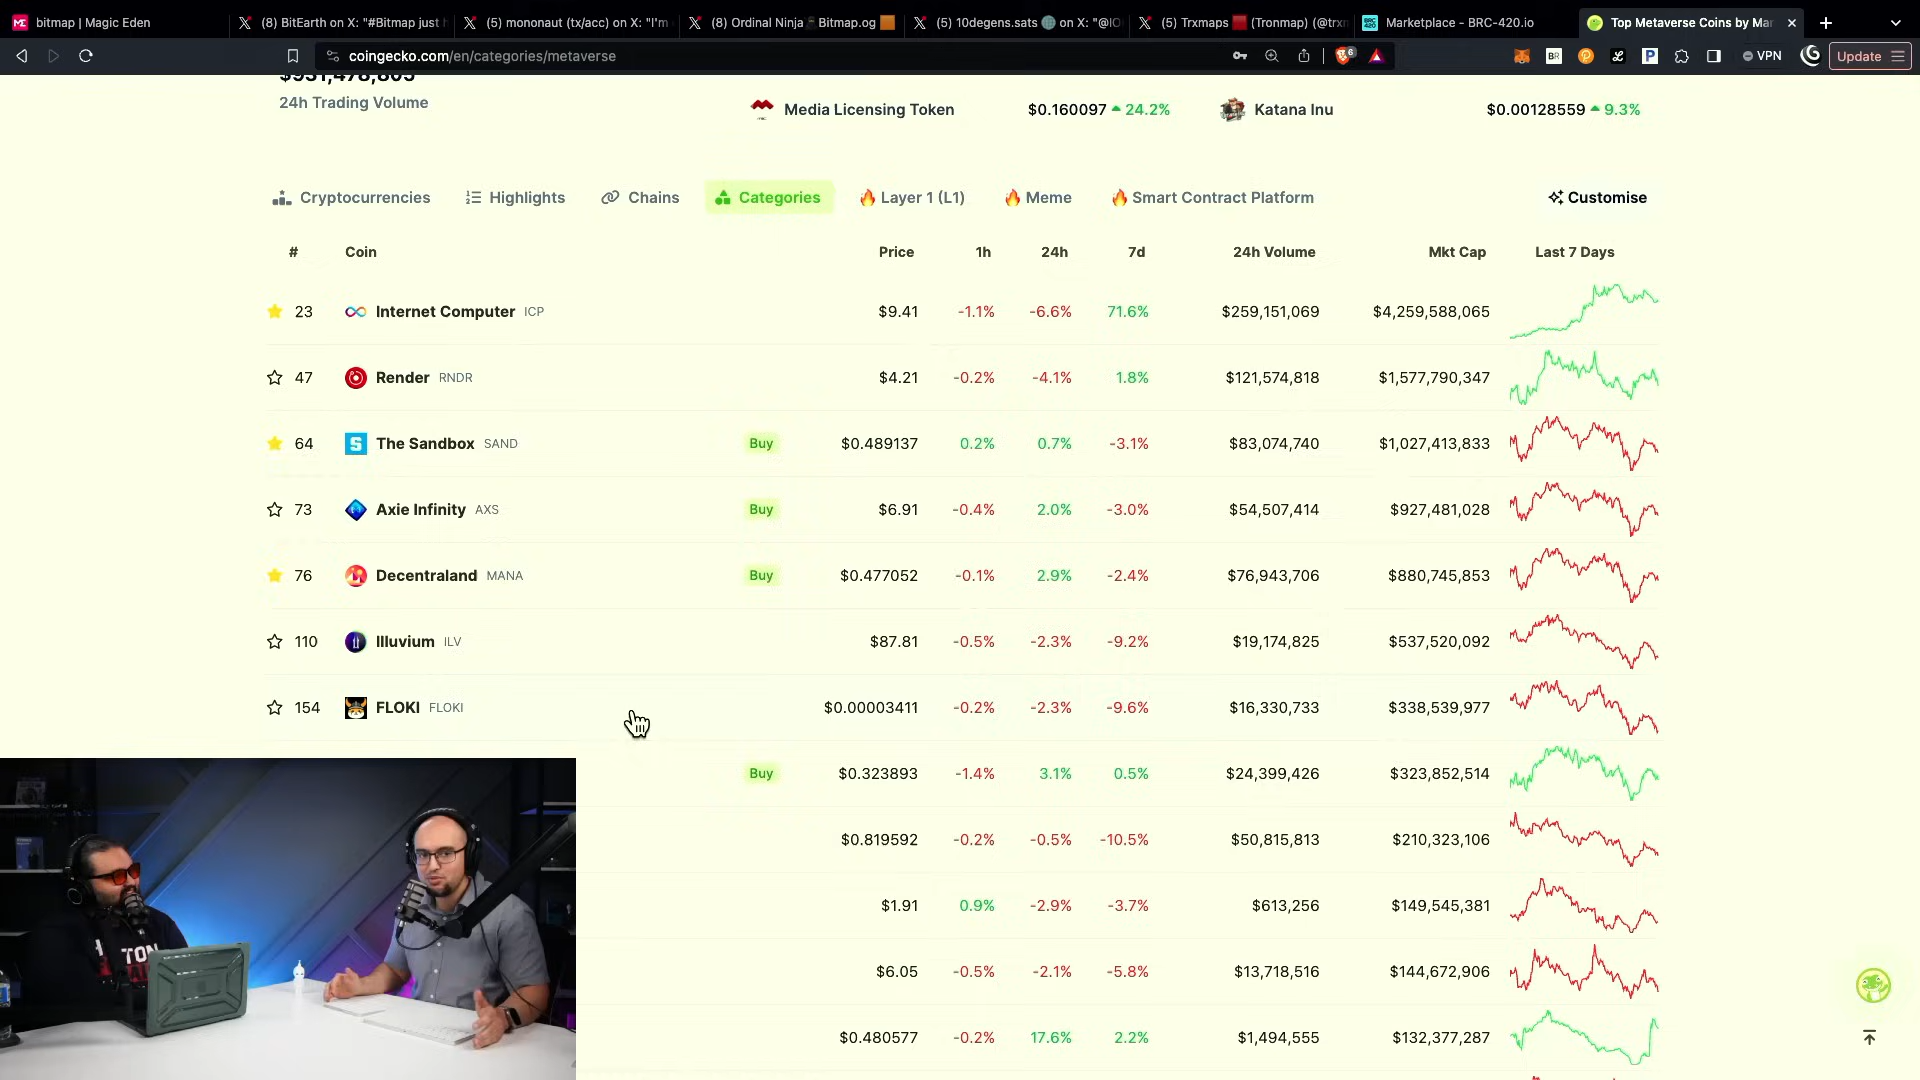 bitmap | Magic Eden
(8) BitEarth on X: "#Bitmap just h
(5) mononaut (tx/acc) on X: "I'm
(8) Ordinal Ninja Bitmap.og
(5) 10degens.sats on X: "@IO
(5) Trxmaps (Tronmap) (@trxm
Marketplace - BRC-420.io
Top Metaverse Coins by Mar
coingecko.com/en/categories/metaverse
VPN
Update
$931,478,805
24h Trading Volume
Media Licensing Token $0.160097 24.2%
Katana Inu $0.00128559 9.3%
Cryptocurrencies Highlights Chains Categories Layer 1 (L1) Meme Smart Contract Platform Customise
# Coin Price 1h 24h 7d 24h Volume Mkt Cap Last 7 Days
23 Internet Computer ICP $9.41 -1.1% -6.6% 71.6% $259,151,069 $4,259,588,065
47 Render RNDR $4.21 -0.2% -4.1% 1.8% $121,574,818 $1,577,790,347
64 The Sandbox SAND Buy $0.489137 0.2% 0.7% -3.1% $83,074,740 $1,027,413,833
73 Axie Infinity AXS Buy $6.91 -0.4% 2.0% -3.0% $54,507,414 $927,481,028
76 Decentraland MANA Buy $0.477052 -0.1% 2.9% -2.4% $76,943,706 $880,745,853
110 Illuvium ILV $87.81 -0.5% -2.3% -9.2% $19,174,825 $537,520,092
154 FLOKI FLOKI $0.00003411 -0.2% -2.3% -9.6% $16,330,733 $338,539,977
Buy $0.323893 -1.4% 3.1% 0.5% $24,399,426 $323,852,514
$0.819592 -0.2% -0.5% -10.5% $50,815,813 $210,323,106
$1.91 0.9% -2.9% -3.7% $613,256 $149,545,381
$6.05 -0.5% -2.1% -5.8% $13,718,516 $144,672,906
$0.480577 -0.2% 17.6% 2.2% $1,494,555 $132,377,287
TON